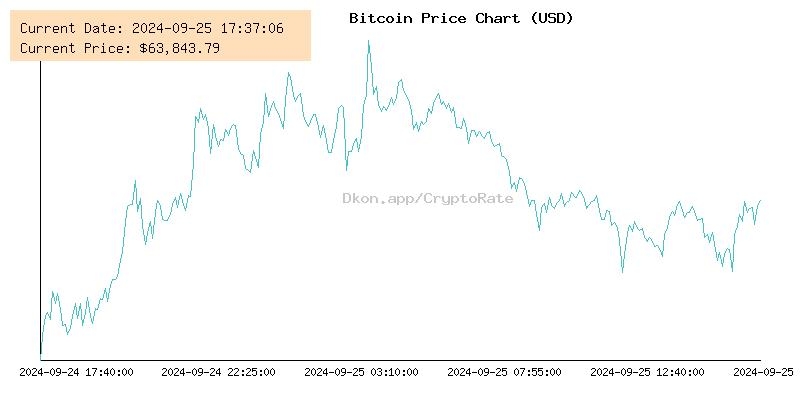 Bitcoin Price Chart (USD)
Current Date: 2024-09-25 17:37:06
Current Price: $63,843.79
Dkon.app/CryptoRate
2024-09-24 17:40:00 2024-09-24 22:25:00 2024-09-25 03:10:00 2024-09-25 07:55:00 2024-09-25 12:40:00 2024-09-25